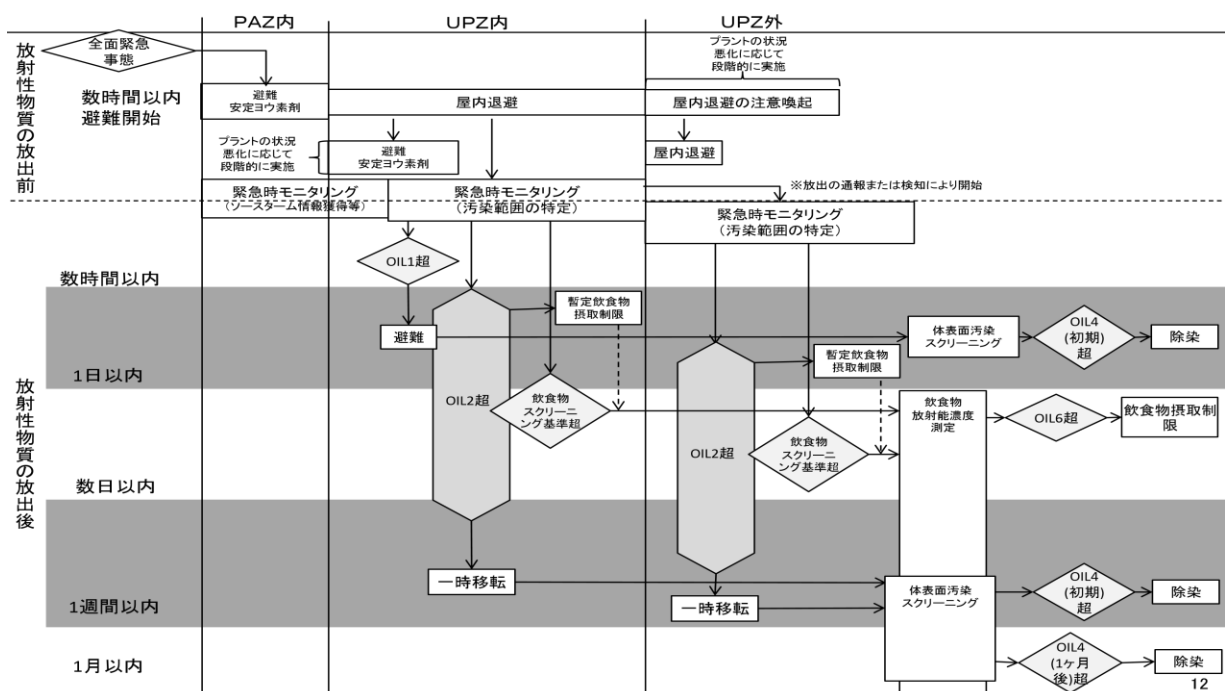 PAZ内
UPZ内
UPZ外
放射性物質の放出前
全面緊急
事態
プラントの状況
悪化に応じて
段階的に実施
数時間以内
避難開始
避難
安定ヨウ素剤
屋内退避
屋内退避の注意喚起
プラントの状況
悪化に応じて
段階的に実施
避難
安定ヨウ素剤
屋内退避
緊急時モニタリング
(ソースターム情報獲得等)
緊急時モニタリング
(汚染範囲の特定)
※放出の通報または検知により開始
緊急時モニタリング
(汚染範囲の特定)
放射性物質の放出後
OIL1超
数時間以内
暫定飲食物
摂取制限
避難
体表面汚染
スクリーニング
OIL4
(初期)
超
除染
暫定飲食物
摂取制限
1日以内
OIL2超
飲食物
スクリーニ
ング基準超
飲食物
放射能濃度
測定
OIL6超
飲食物摂取制
限
OIL2超
飲食物
スクリーニ
ング基準超
数日以内
一時移転
体表面汚染
スクリーニング
OIL4
(初期)
超
除染
1週間以内
一時移転
1月以内
OIL4
(1ヶ月
後)超
除染
12